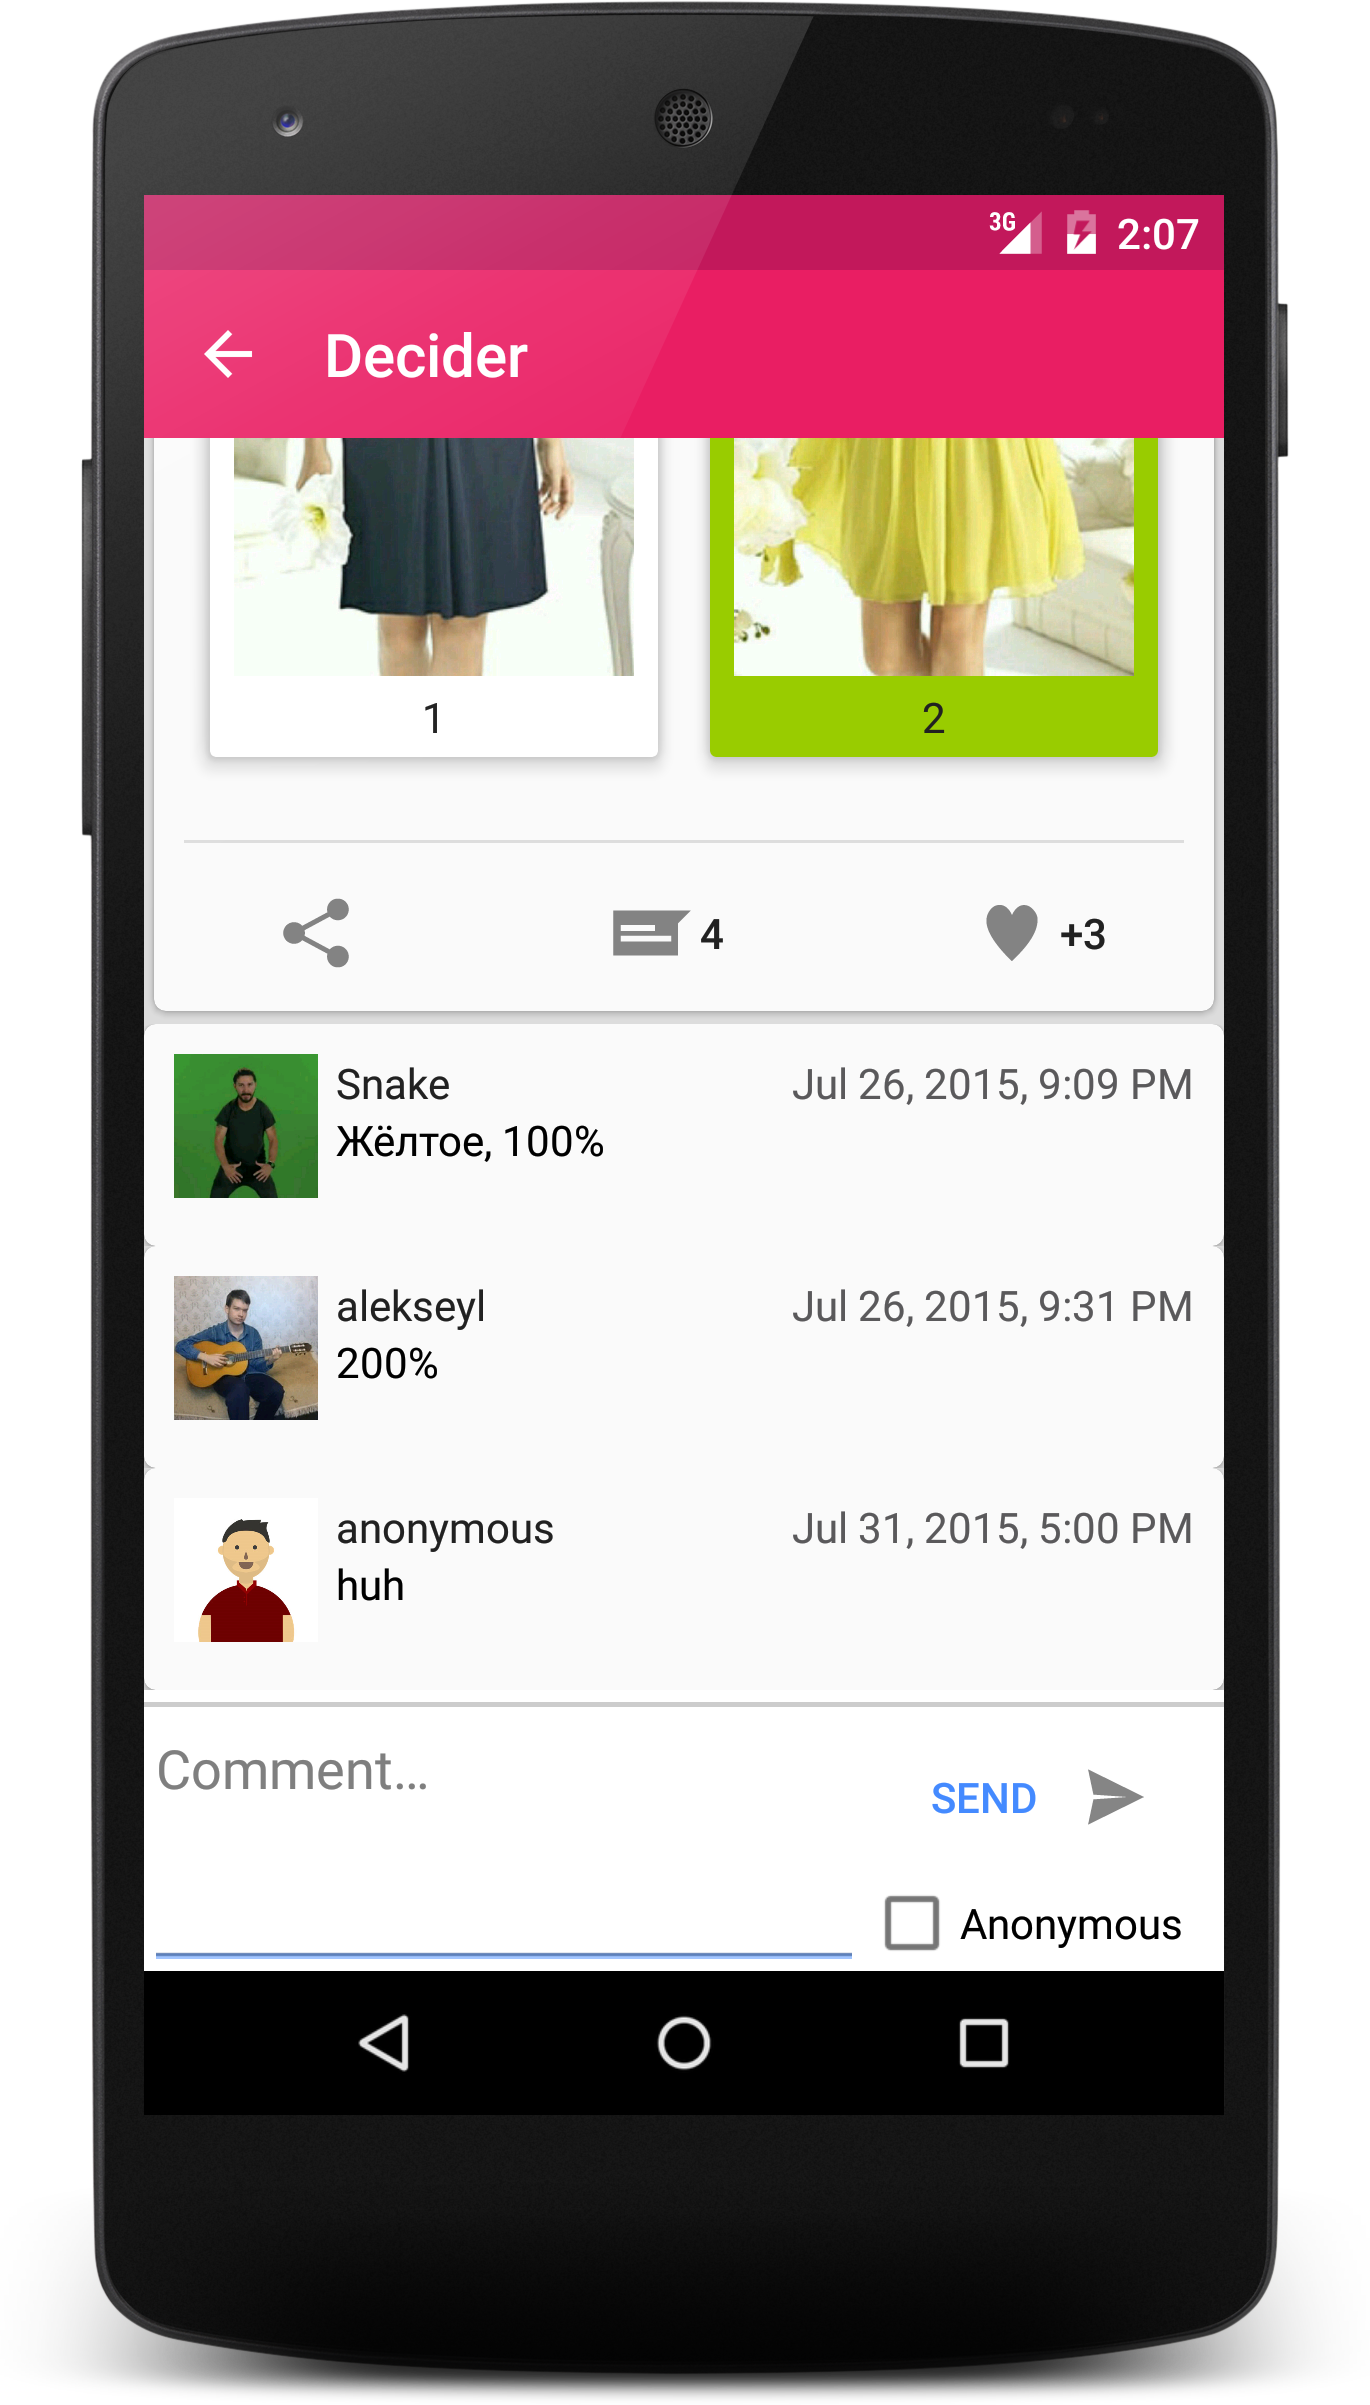 3G 2:07
Decider
1 2
4 +3
Snake Jul 26, 2015, 9:09 PM
Жёлтое, 100%
alekseyl Jul 26, 2015, 9:31 PM
200%
anonymous Jul 31, 2015, 5:00 PM
huh
Comment...
SEND
Anonymous